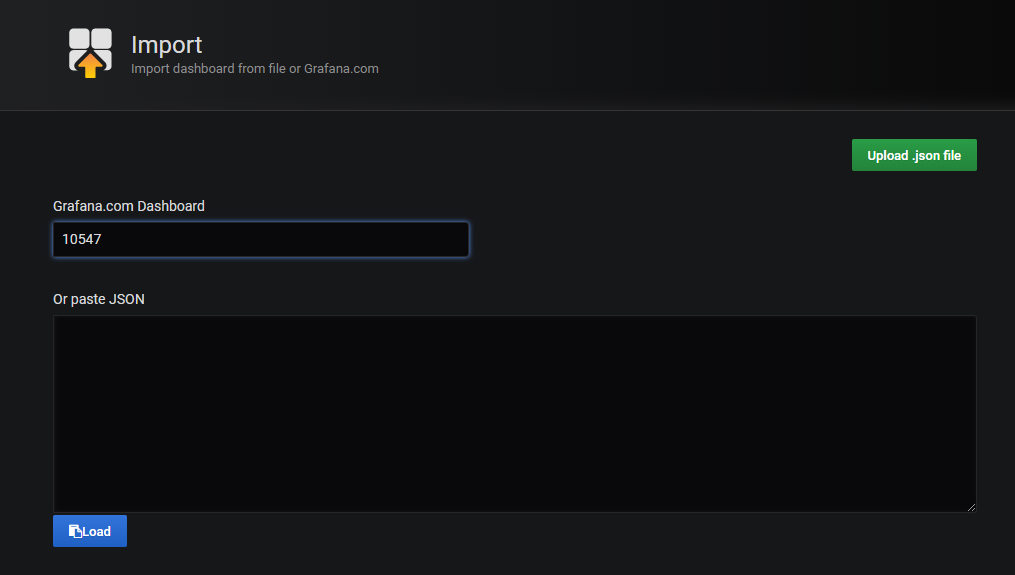 Import
Import dashboard from file or Grafana.com
Upload .json file
Grafana.com Dashboard
10547
Or paste JSON
Load